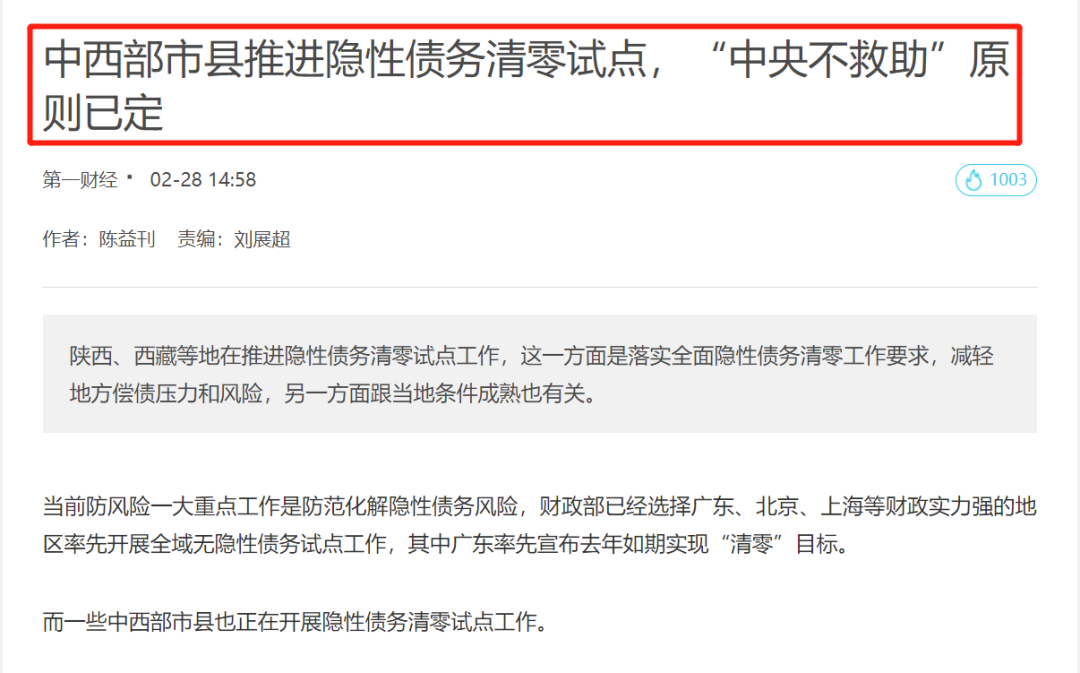 中西部市县推进隐性债务清零试点，“中央不救助”原
则已定
第一财经· 02-28 14:58
1003
作者：陈益刊 责编：刘展超
陕西、西藏等地在推进隐性债务清零试点工作，这一方面是落实全面隐性债务清零工作要求，减轻
地方偿债压力和风险，另一方面跟当地条件成熟也有关。
当前防风险一大重点工作是防范化解隐性债务风险，财政部已经选择广东、北京、上海等财政实力强的地
区率先开展全域无隐性债务试点工作，其中广东率先宣布去年如期实现“清零”目标。
而一些中西部市县也正在开展隐性债务清零试点工作。